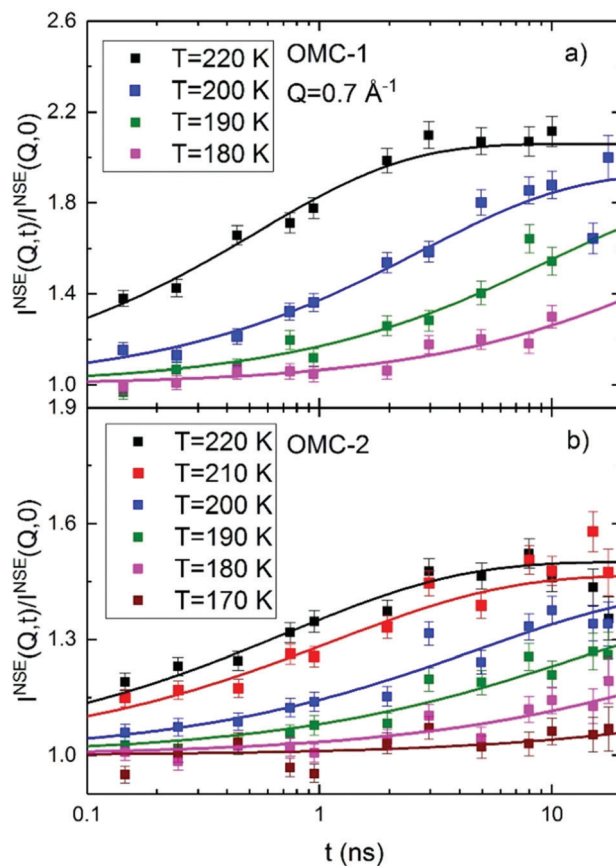 2.6
2.2
1.8
1.4
1.0
I^NSE(Q,t)/I^NSE(Q,0)
T=220 K
T=200 K
T=190 K
T=180 K
OMC-1
Q=0.7 Å⁻¹
a)
1.9
1.6
1.3
1.0
I^NSE(Q,t)/I^NSE(Q,0)
T=220 K
T=210 K
T=200 K
T=190 K
T=180 K
T=170 K
OMC-2
b)
0.1 1 10
t (ns)